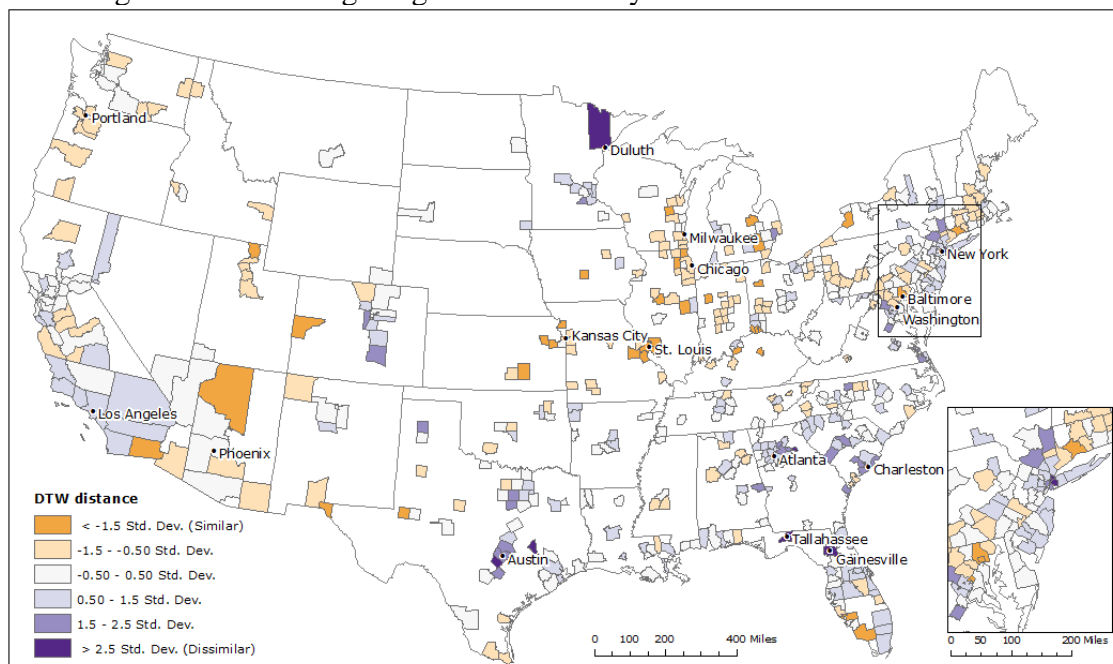 Portland
Duluth
Milwaukee
Chicago
New York
Baltimore
Washington
Kansas City
St. Louis
Los Angeles
Phoenix
Atlanta
Charleston
Tallahassee
Gainesville
Austin
DTW distance
< -1.5 Std. Dev. (Similar)
-1.5 - -0.50 Std. Dev.
-0.50 - 0.50 Std. Dev.
0.50 - 1.5 Std. Dev.
1.5 - 2.5 Std. Dev.
> 2.5 Std. Dev. (Dissimilar)
0 100 200 400 Miles
0 50 100 200 Miles